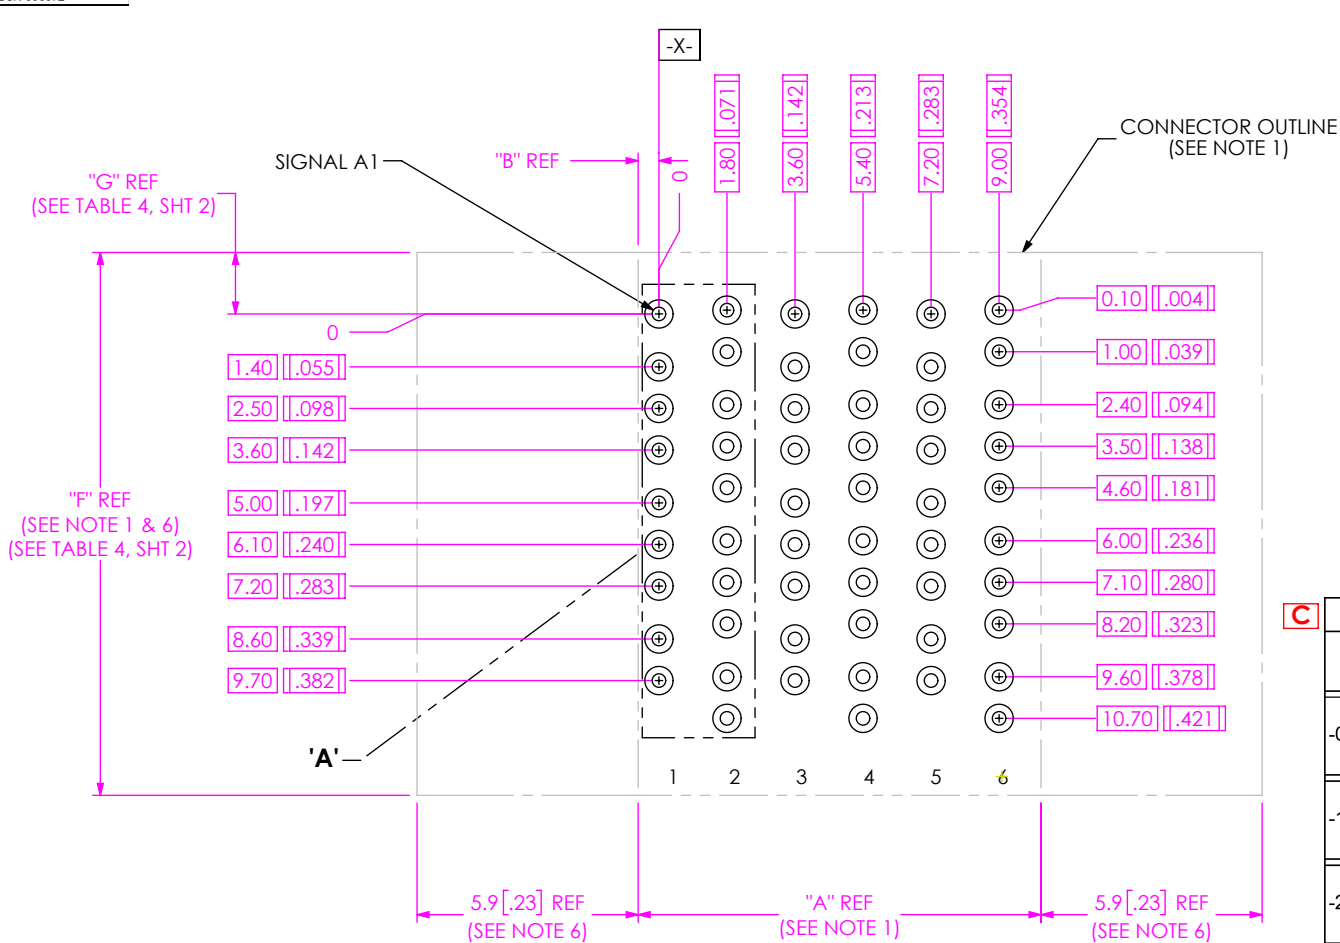 -X-
.071 .142 .213 .283 .354
1.80 3.60 5.40 7.20 9.00
CONNECTOR OUTLINE
(SEE NOTE 1)
SIGNAL A1
"B" REF
0
"G" REF
(SEE TABLE 4, SHT 2)
0
0.10 [.004]
1.00 [.039]
1.40 [.055]
2.50 [.098]
2.40 [.094]
3.60 [.142]
3.50 [.138]
5.00 [.197]
4.60 [.181]
"F" REF
(SEE NOTE 1 & 6)
(SEE TABLE 4, SHT 2)
6.10 [.240]
6.00 [.236]
7.20 [.283]
7.10 [.280]
8.60 [.339]
8.20 [.323]
9.70 [.382]
9.60 [.378]
10.70 [.421]
C
'A'
1 2 3 4 5 6
5.9[.23] REF
(SEE NOTE 6)
"A" REF
(SEE NOTE 1)
5.9[.23] REF
(SEE NOTE 6)